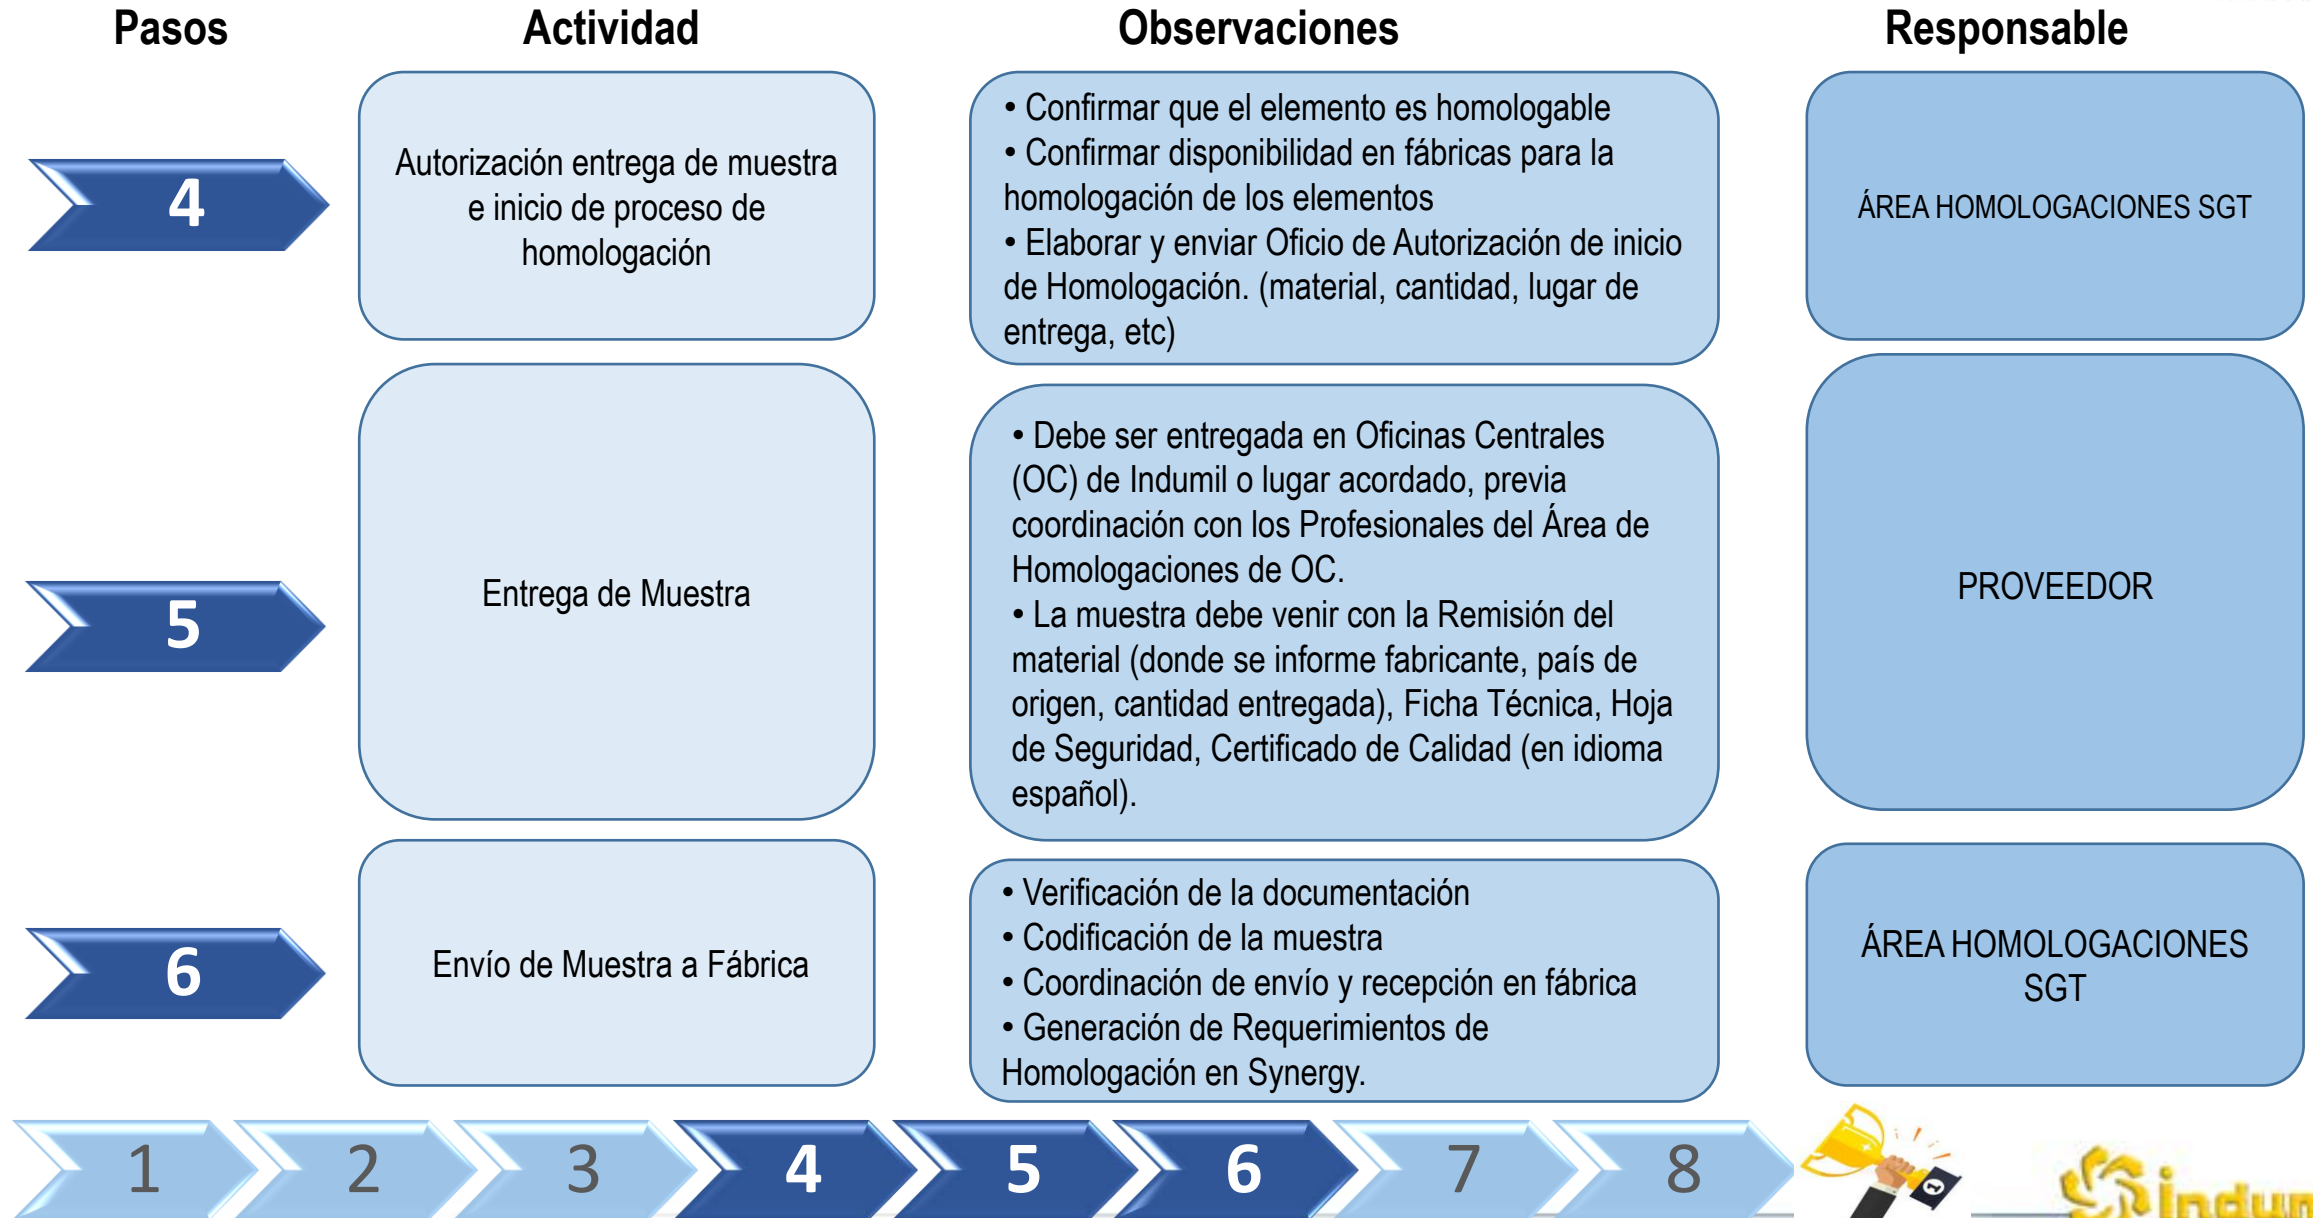 Pasos
Actividad
Observaciones
Responsable
4
Autorización entrega de muestra
e inicio de proceso de
homologación
• Confirmar que el elemento es homologable
• Confirmar disponibilidad en fábricas para la
homologación de los elementos
• Elaborar y enviar Oficio de Autorización de inicio
de Homologación. (material, cantidad, lugar de
entrega, etc)
ÁREA HOMOLOGACIONES SGT
5
Entrega de Muestra
• Debe ser entregada en Oficinas Centrales
(OC) de Indumil o lugar acordado, previa
coordinación con los Profesionales del Área de
Homologaciones de OC.
• La muestra debe venir con la Remisión del
material (donde se informe fabricante, país de
origen, cantidad entregada), Ficha Técnica, Hoja
de Seguridad, Certificado de Calidad (en idioma
español).
PROVEEDOR
6
Envío de Muestra a Fábrica
• Verificación de la documentación
• Codificación de la muestra
• Coordinación de envío y recepción en fábrica
• Generación de Requerimientos de
Homologación en Synergy.
ÁREA HOMOLOGACIONES
SGT
1 2 3 4 5 6 7 8
1